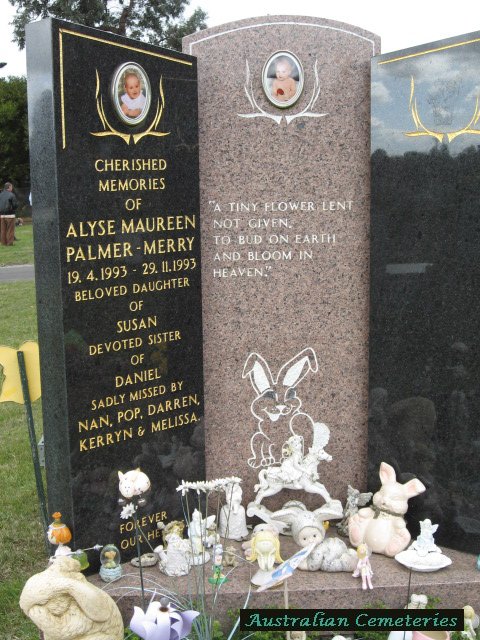 CHERISHED
MEMORIES
OF
ALYSE MAUREEN
PALMER-MERRY
19. 4. 1993 - 29. 11. 1993
BELOVED DAUGHTER
OF
SUSAN
DEVOTED SISTER
OF
DANIEL
SADLY MISSED BY
NAN, POP, DARREN,
KERRYN & MELISSA.
FOREVER
OUR HE
"A TINY FLOWER LENT
NOT GIVEN,
TO BUD ON EARTH
AND BLOOM IN
HEAVEN."
Australian Cemeteries